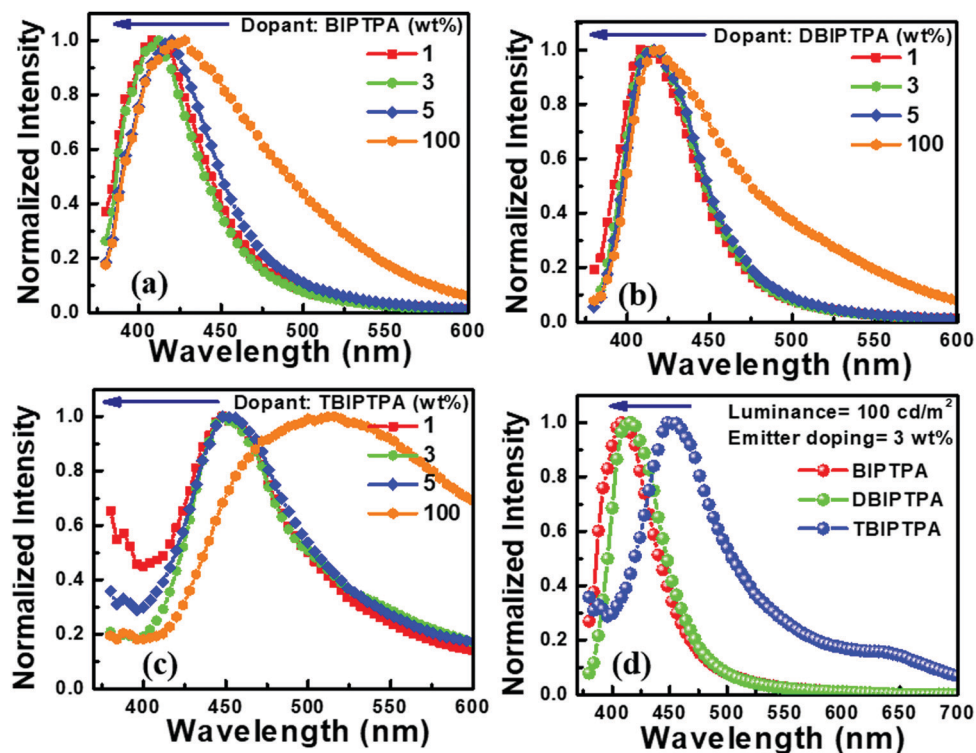 Dopant: BIPTPA (wt%)
1
3
5
100
1.0
0.8
0.6
0.4
0.2
0.0
400
450
500
550
600
Normalized Intensity
Wavelength (nm)
(a)
Dopant: DBIPTPA (wt%)
1
3
5
100
1.0
0.8
0.6
0.4
0.2
0.0
400
450
500
550
600
Normalized Intensity
Wavelength (nm)
(b)
Dopant: TBIPTPA (wt%)
1
3
5
100
1.0
0.8
0.6
0.4
0.2
0.0
400
450
500
550
600
Normalized Intensity
Wavelength (nm)
(c)
Luminance= 100 cd/m²
Emitter doping= 3 wt%
BIPTPA
DBIPTPA
TBIPTPA
1.0
0.8
0.6
0.4
0.2
0.0
400
450
500
550
600
650
700
Normalized Intensity
Wavelength (nm)
(d)